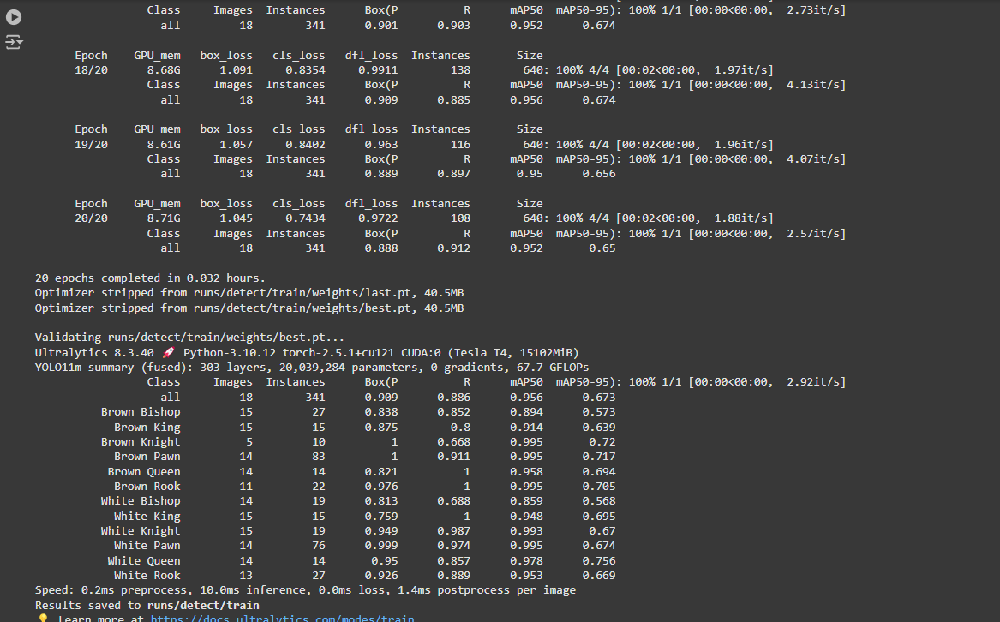 Class Images Instances Box(P R mAP50 mAP50-95): 100% 1/1 [00:00<00:00, 2.73it/s]
all 18 341 0.901 0.903 0.952 0.674
Epoch GPU_mem box_loss cls_loss dfl_loss Instances Size
18/20 8.68G 1.091 0.8354 0.9911 138 640: 100% 4/4 [00:02<00:00, 1.97it/s]
Class Images Instances Box(P R mAP50 mAP50-95): 100% 1/1 [00:00<00:00, 4.13it/s]
all 18 341 0.909 0.885 0.956 0.674
Epoch GPU_mem box_loss cls_loss dfl_loss Instances Size
19/20 8.61G 1.057 0.8402 0.963 116 640: 100% 4/4 [00:02<00:00, 1.96it/s]
Class Images Instances Box(P R mAP50 mAP50-95): 100% 1/1 [00:00<00:00, 4.07it/s]
all 18 341 0.889 0.897 0.95 0.656
Epoch GPU_mem box_loss cls_loss dfl_loss Instances Size
20/20 8.71G 1.045 0.7434 0.9722 108 640: 100% 4/4 [00:02<00:00, 1.88it/s]
Class Images Instances Box(P R mAP50 mAP50-95): 100% 1/1 [00:00<00:00, 2.57it/s]
all 18 341 0.888 0.912 0.952 0.65
20 epochs completed in 0.032 hours.
Optimizer stripped from runs/detect/train/weights/last.pt, 40.5MB
Optimizer stripped from runs/detect/train/weights/best.pt, 40.5MB
Validating runs/detect/train/weights/best.pt...
Ultralytics 8.3.40 🚀 Python-3.10.12 torch-2.5.1+cu121 CUDA:0 (Tesla T4, 15102MiB)
YOLO11m summary (fused): 303 layers, 20,039,284 parameters, 0 gradients, 67.7 GFLOPs
Class Images Instances Box(P R mAP50 mAP50-95): 100% 1/1 [00:00<00:00, 2.92it/s]
all 18 341 0.909 0.886 0.956 0.673
Brown Bishop 15 27 0.838 0.852 0.894 0.573
Brown King 15 15 0.875 0.8 0.914 0.639
Brown Knight 5 10 1 0.668 0.995 0.72
Brown Pawn 14 83 1 0.911 0.995 0.717
Brown Queen 14 14 0.821 1 0.958 0.694
Brown Rook 11 22 0.976 1 0.995 0.705
White Bishop 14 19 0.813 0.688 0.859 0.568
White King 15 15 0.759 1 0.948 0.695
White Knight 15 19 0.949 0.987 0.993 0.67
White Pawn 14 76 0.999 0.974 0.995 0.674
White Queen 14 14 0.95 0.857 0.978 0.756
White Rook 13 27 0.926 0.889 0.953 0.669
Speed: 0.2ms preprocess, 10.0ms inference, 0.0ms loss, 1.4ms postprocess per image
Results saved to runs/detect/train
💡 Learn more at https://docs.ultralytics.com/modes/train